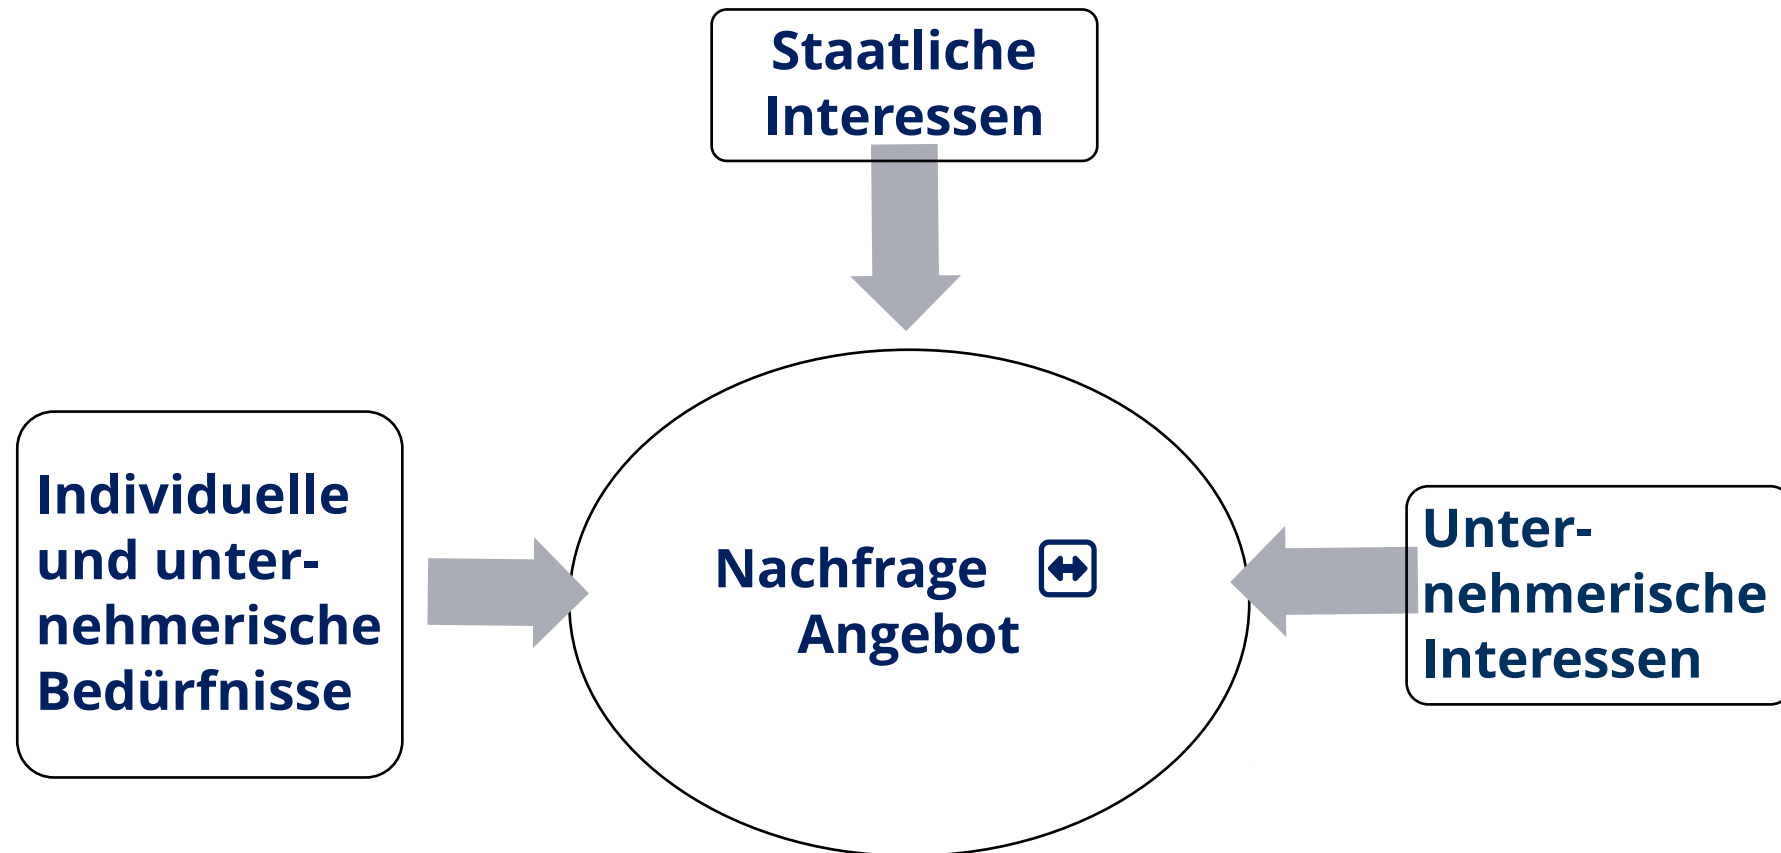 Staatliche
Interessen
Individuelle
und unter-
nehmerische
Bedürfnisse
Nachfrage ↔
Angebot
Unter-
nehmerische
Interessen